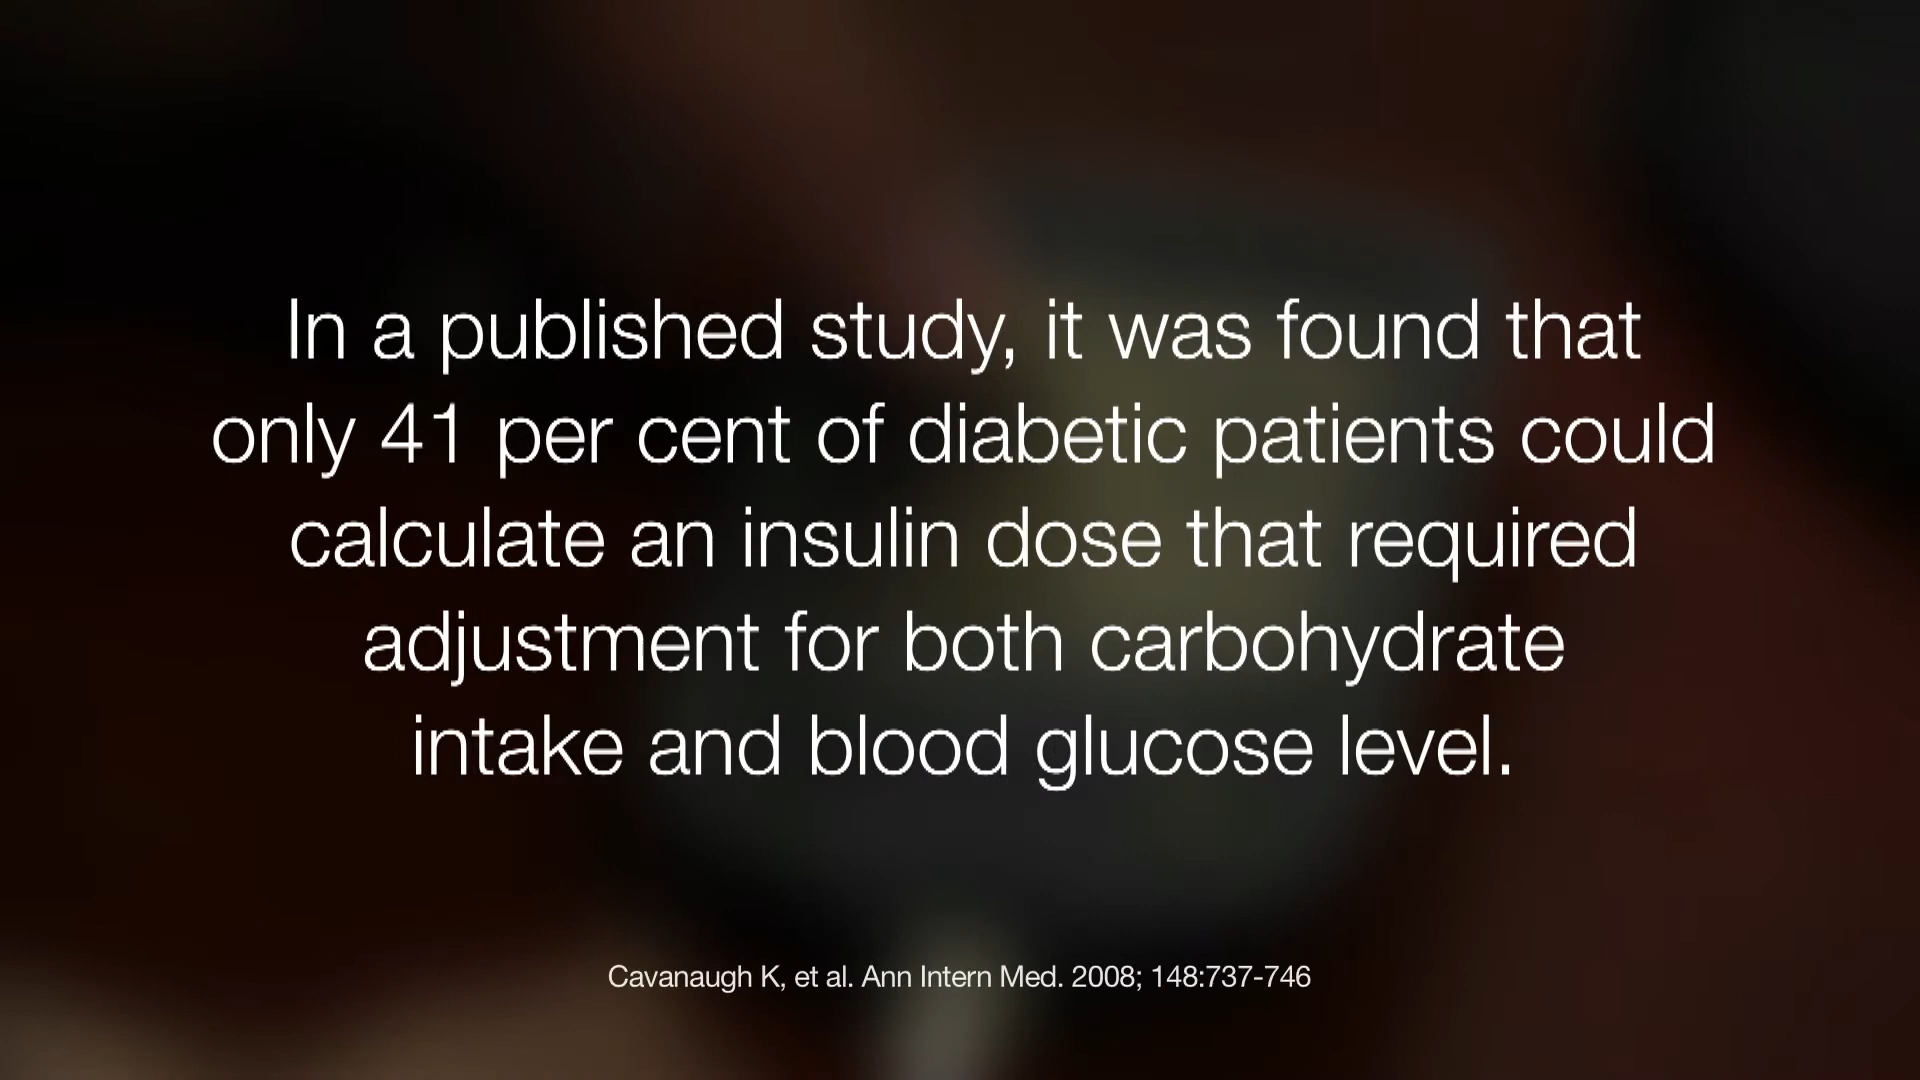 In a published study, it was found that
only 41 per cent of diabetic patients could
calculate an insulin dose that required
adjustment for both carbohydrate
intake and blood glucose level.
Cavanaugh K, et al. Ann Intern Med. 2008; 148:737-746